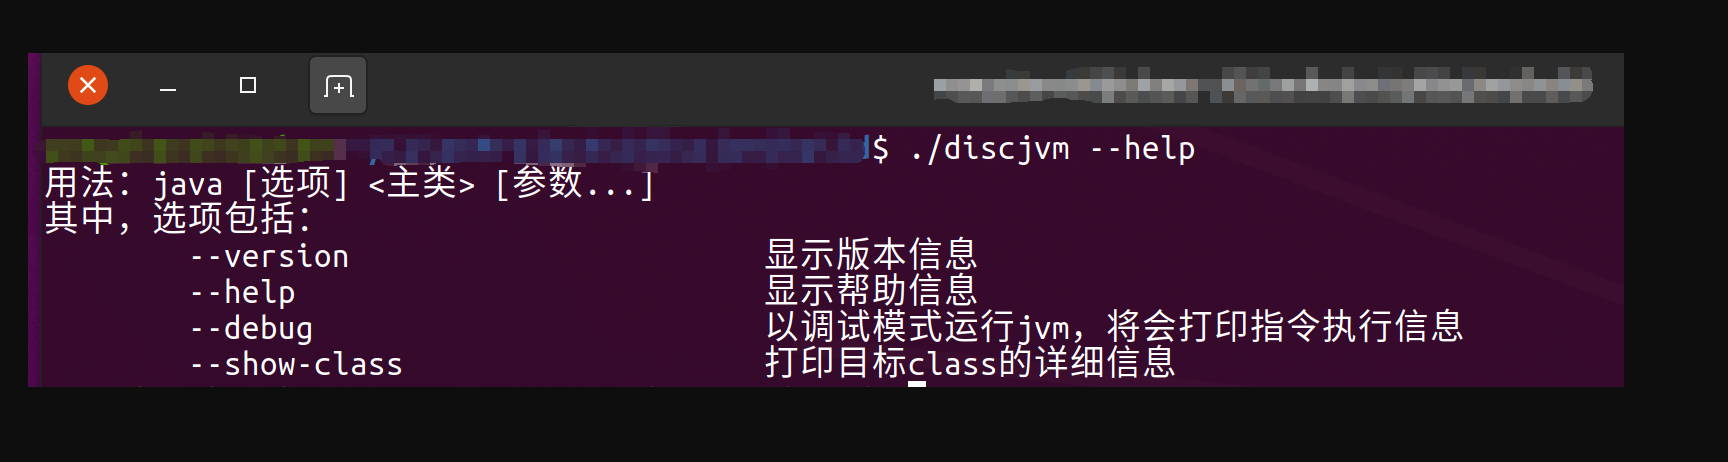 $ ./discjvm --help
用法：java [选项] <主类> [参数...]
其中，选项包括：
--version 显示版本信息
--help 显示帮助信息
--debug 以调试模式运行jvm，将会打印指令执行信息
--show-class 打印目标class的详细信息